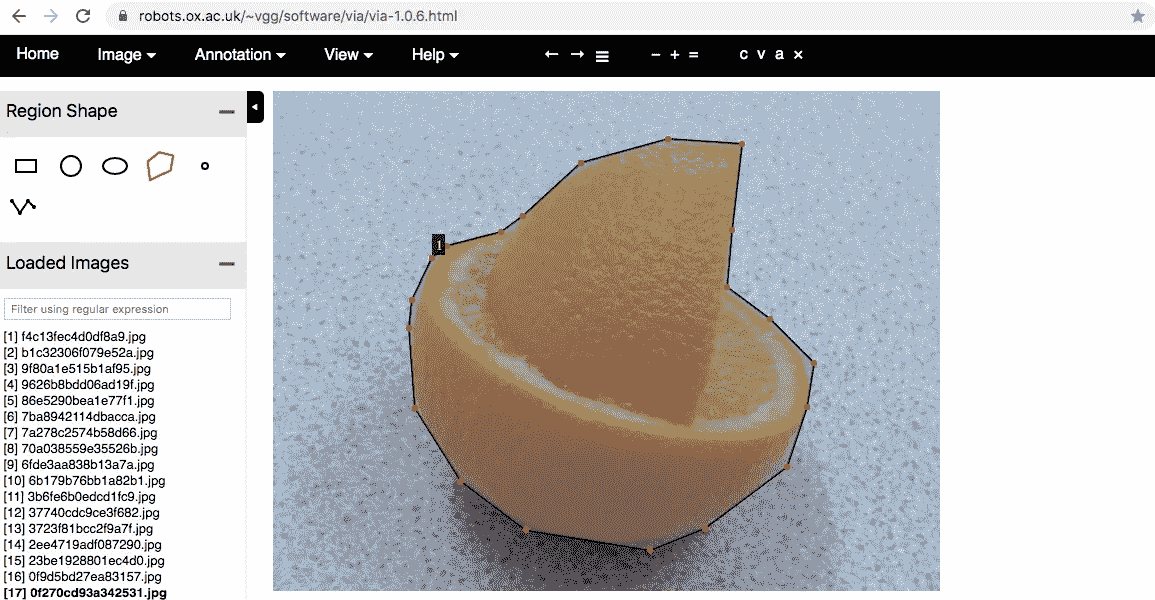 robots.ox.ac.uk/~vgg/software/via/via-1.0.6.html
Home Image Annotation View Help ← → ☰ − + = c v a ×
Region Shape
Loaded Images
Filter using regular expression
[1] f4c13fec4d0df8a9.jpg
[2] b1c32306f079e52a.jpg
[3] 9f80a1e515b1af95.jpg
[4] 9626b8bdd06ad19f.jpg
[5] 86e5290bea1e77f1.jpg
[6] 7ba8942114dbacca.jpg
[7] 7a278c2574b58d66.jpg
[8] 70a038559e35526b.jpg
[9] 6fde3aa838b13a7a.jpg
[10] 6b179b76bb1a82b1.jpg
[11] 3b6fe6b0edcd1fc9.jpg
[12] 37740cdc9ce3f682.jpg
[13] 3723f81bcc2f9a7f.jpg
[14] 2ee4719adf087290.jpg
[15] 23be1928801ec4d0.jpg
[16] 0f9d5bd27ea83157.jpg
[17] 0f270cd93a342531.jpg
1